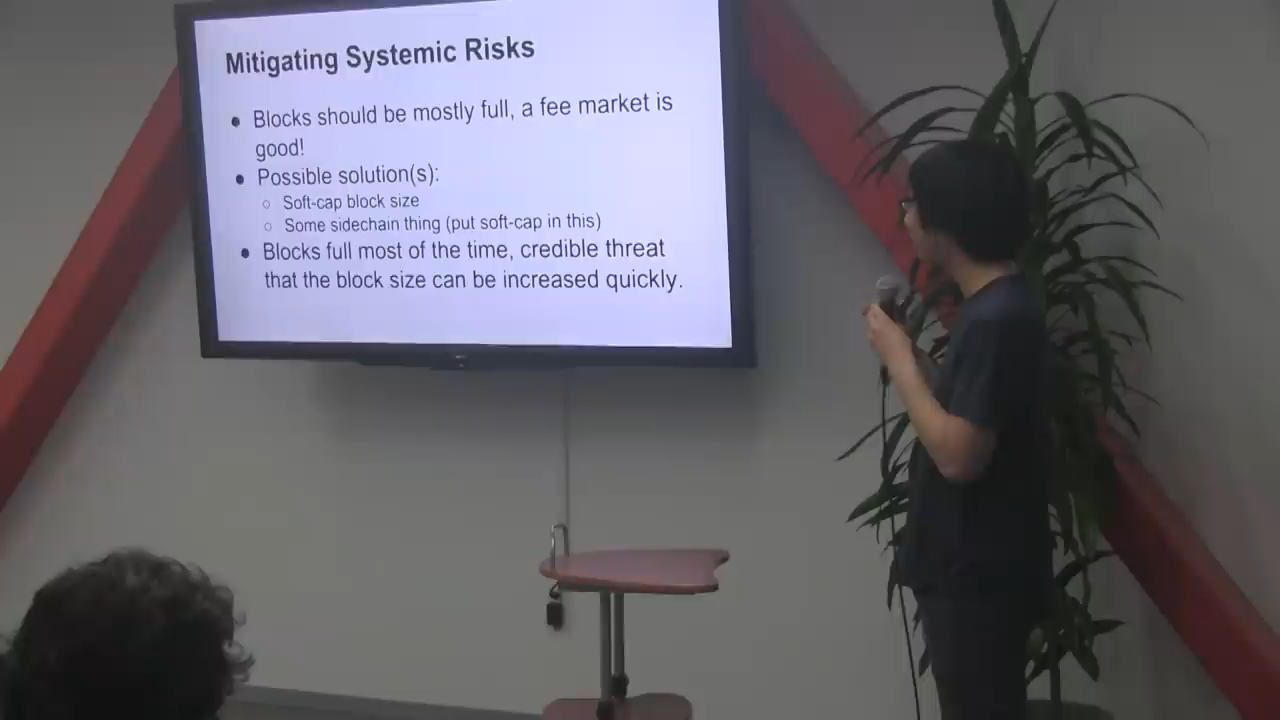 Mitigating Systemic Risks
● Blocks should be mostly full, a fee market is
good!
● Possible solution(s):
○ Soft-cap block size
○ Some sidechain thing (put soft-cap in this)
● Blocks full most of the time, credible threat
that the block size can be increased quickly.